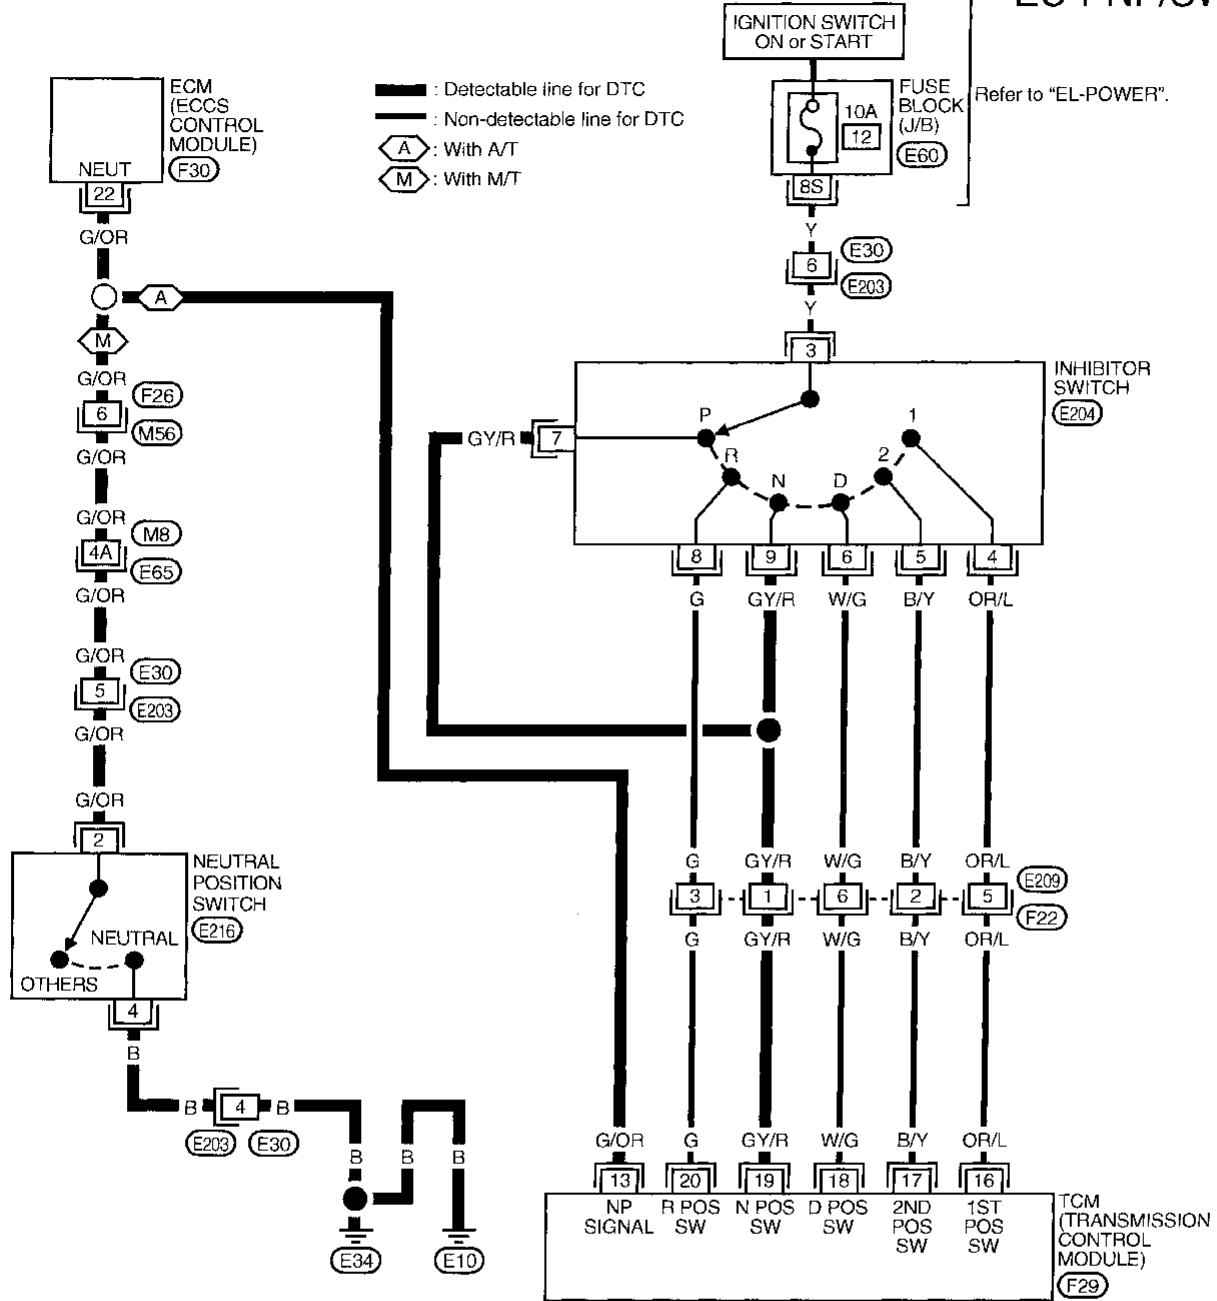 IGNITION SWITCH
ON or START
ECM
(ECCS
CONTROL
MODULE)
F30
NEUT
22
: Detectable line for DTC
: Non-detectable line for DTC
A : With A/T
M : With M/T
10A
12
FUSE
BLOCK
(J/B)
E60
Refer to "EL-POWER".
8S
G/OR
Y
6
E30
E203
Y
A
M
G/OR
6
F26
M56
G/OR
3
INHIBITOR
SWITCH
E204
GY/R
7
P
R
N
D
2
1
G/OR
4A
M8
E65
G/OR
8
9
6
5
4
G
GY/R
W/G
B/Y
OR/L
G/OR
5
E30
E203
G/OR
G/OR
2
NEUTRAL
POSITION
SWITCH
E216
NEUTRAL
OTHERS
4
G
GY/R
W/G
B/Y
OR/L
3
1
6
2
5
E209
F22
G
GY/R
W/G
B/Y
OR/L
B
B
4
B
E203
E30
B
B
B
E34
E10
G/OR
G
GY/R
W/G
B/Y
OR/L
13
20
19
18
17
16
NP
SIGNAL
R POS
SW
N POS
SW
D POS
SW
2ND
POS
SW
1ST
POS
SW
TCM
(TRANSMISSION
CONTROL
MODULE)
F29